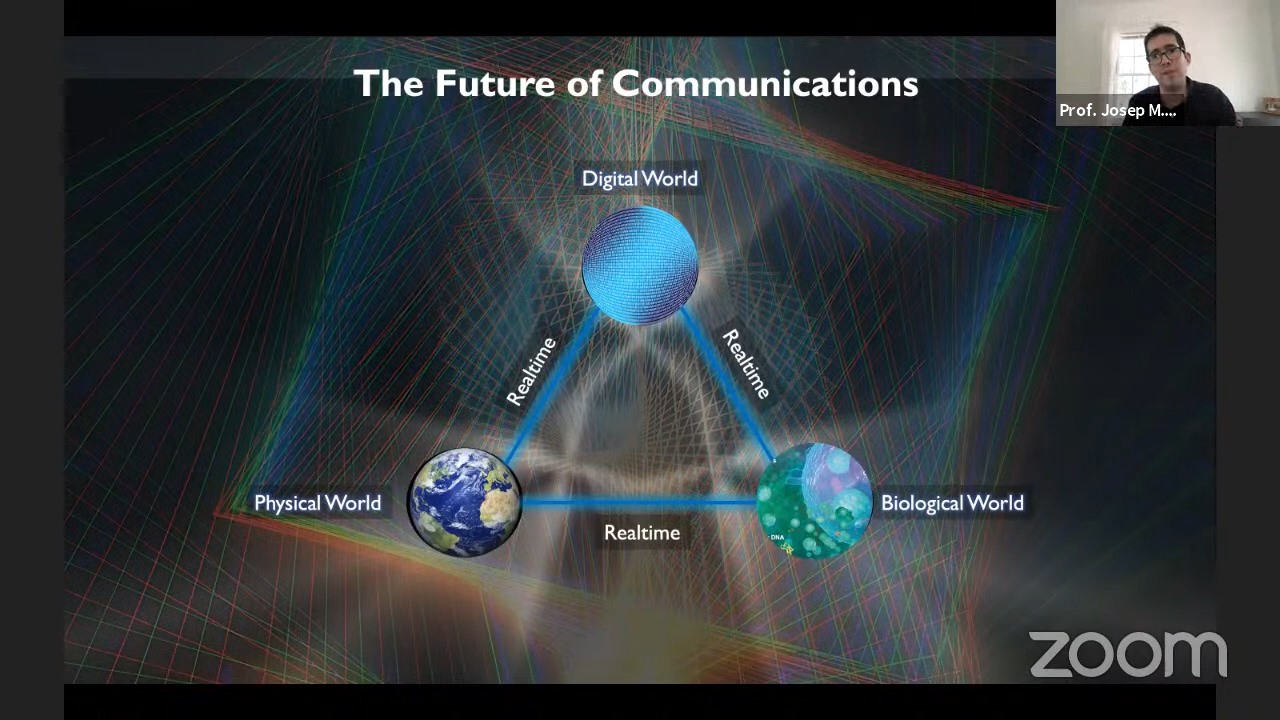 The Future of Communications
Prof. Josep M....
Digital World
Realtime
Realtime
Physical World
Biological World
DNA
Realtime
zoom